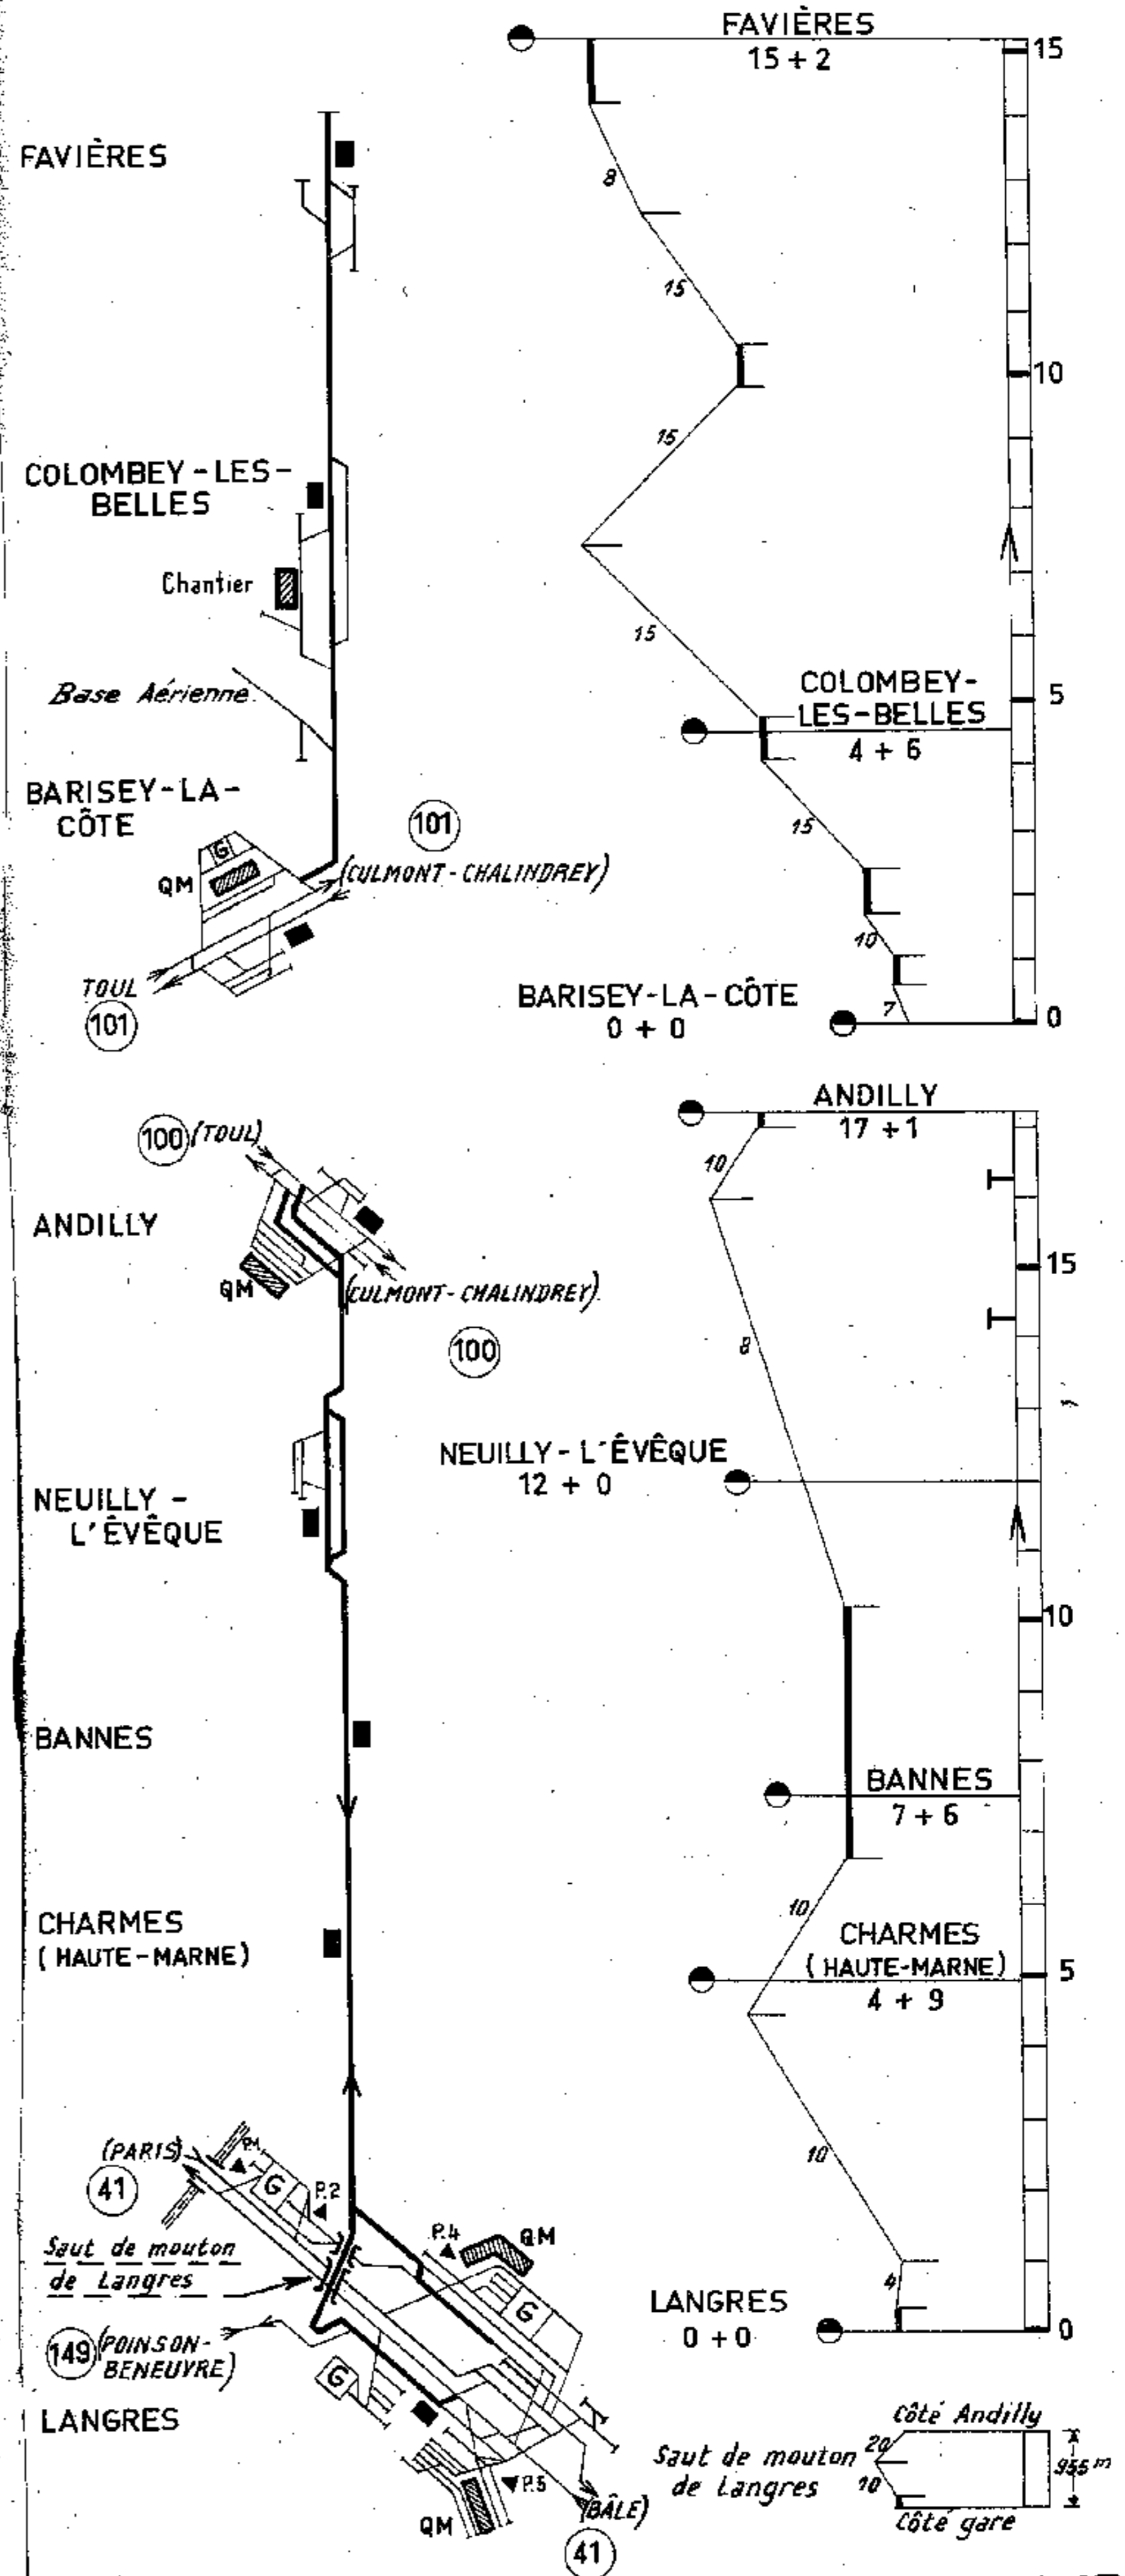 FAVIÈRES
15 + 2
15
FAVIÈRES
8
15
10
15
COLOMBEY - LES -
BELLES
Chantier
15
5
COLOMBEY-
LES-BELLES
4 + 6
Base Aérienne
BARISEY-LA-
CÔTE
101
15
G
QM
(CULMONT-CHALINDREY)
10
TOUL
101
BARISEY-LA-CÔTE
0 + 0
7
0
ANDILLY
17 + 1
100 (TOUL)
10
ANDILLY
15
QM
(CULMONT-CHALINDREY)
100
8
NEUILLY - L'ÉVÊQUE
12 + 0
NEUILLY -
L'ÉVÊQUE
10
BANNES
BANNES
7 + 6
10
CHARMES
(HAUTE-MARNE)
CHARMES
(HAUTE-MARNE)
4 + 9
5
10
(PARIS)
41
P.1
G
P.2
P.4
QM
Saut de mouton
de Langres
G
4
LANGRES
0 + 0
0
149 (POINSON-
BENEUVRE)
G
LANGRES
Côté Andilly
Saut de mouton
de Langres
20
10
955 m
Côté gare
P.5
QM
(BÂLE)
41